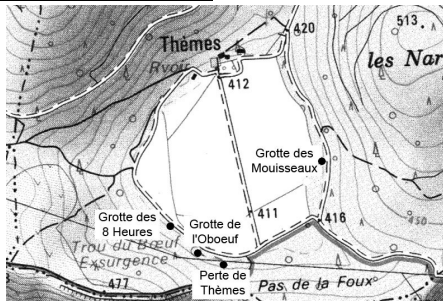 420
513
Thèmes
les Nar
Rvoir
412
Grotte des
Mouisseaux
Grotte des
8 Heures
Grotte de
l'Oboeuf
411
416
450
Trou du Bœuf
Exsurgence
Perte de
Thèmes
Pas de la Foux
477